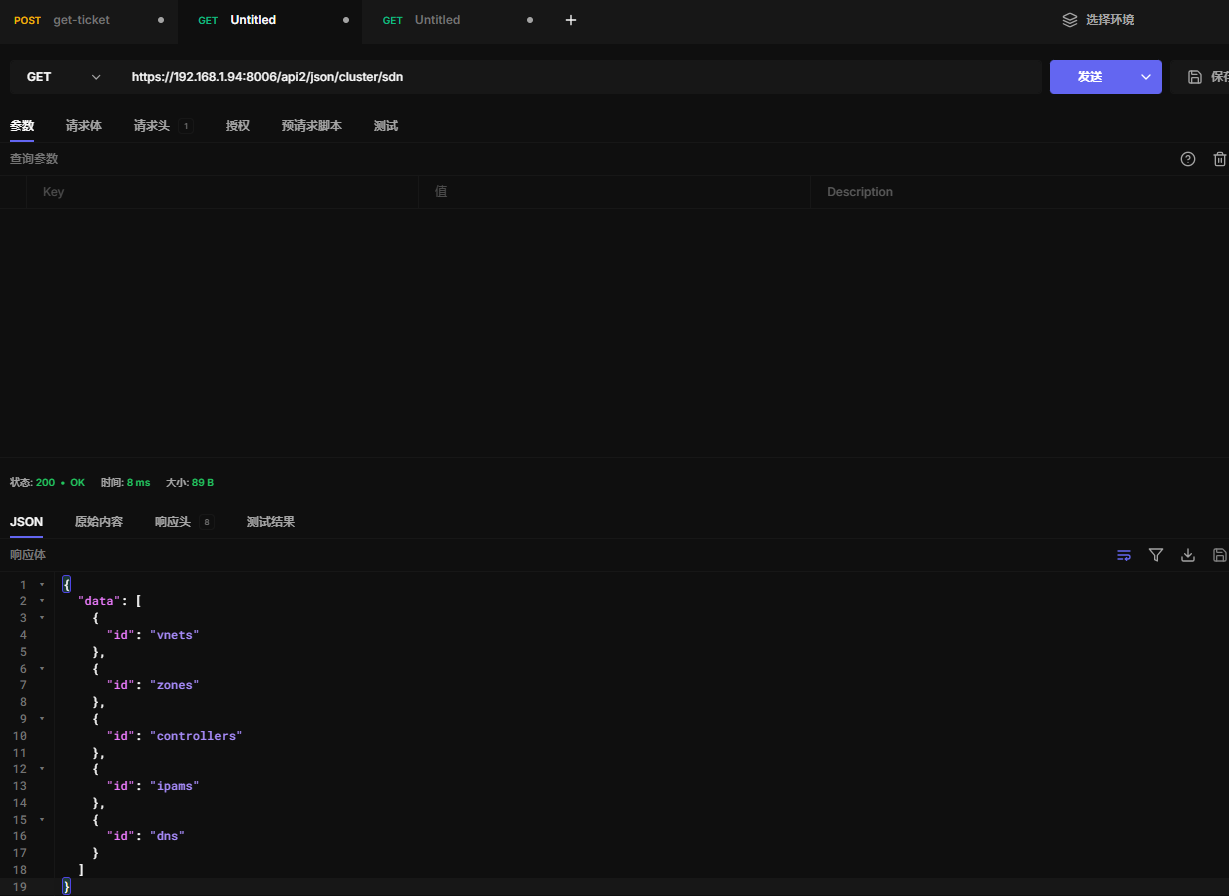 POST get-ticket GET Untitled GET Untitled + 选择环境
GET https://192.168.1.94:8006/api2/json/cluster/sdn 发送
参数 请求体 请求头 1 授权 预请求脚本 测试
查询参数
Key 值 Description
状态: 200 • OK 时间: 8 ms 大小: 89 B
JSON 原始内容 响应头 8 测试结果
响应体
1 {
2 "data": [
3 {
4 "id": "vnets"
5 },
6 {
7 "id": "zones"
8 },
9 {
10 "id": "controllers"
11 },
12 {
13 "id": "ipams"
14 },
15 {
16 "id": "dns"
17 }
18 ]
19 }